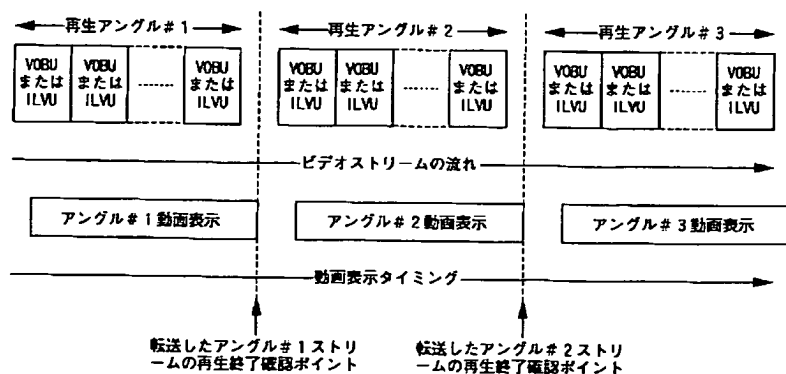 再生アングル＃1
再生アングル＃2
再生アングル＃3
VOBU
または
ILVU
VOBU
または
ILVU
........
VOBU
または
ILVU
VOBU
または
ILVU
VOBU
または
ILVU
........
VOBU
または
ILVU
VOBU
または
ILVU
VOBU
または
ILVU
........
VOBU
または
ILVU
ビデオストリームの流れ
アングル＃1動画表示
アングル＃2動画表示
アングル＃3動画表示
動画表示タイミング
転送したアングル＃1ストリ
ームの再生終了確認ポイント
転送したアングル＃2ストリ
ームの再生終了確認ポイント